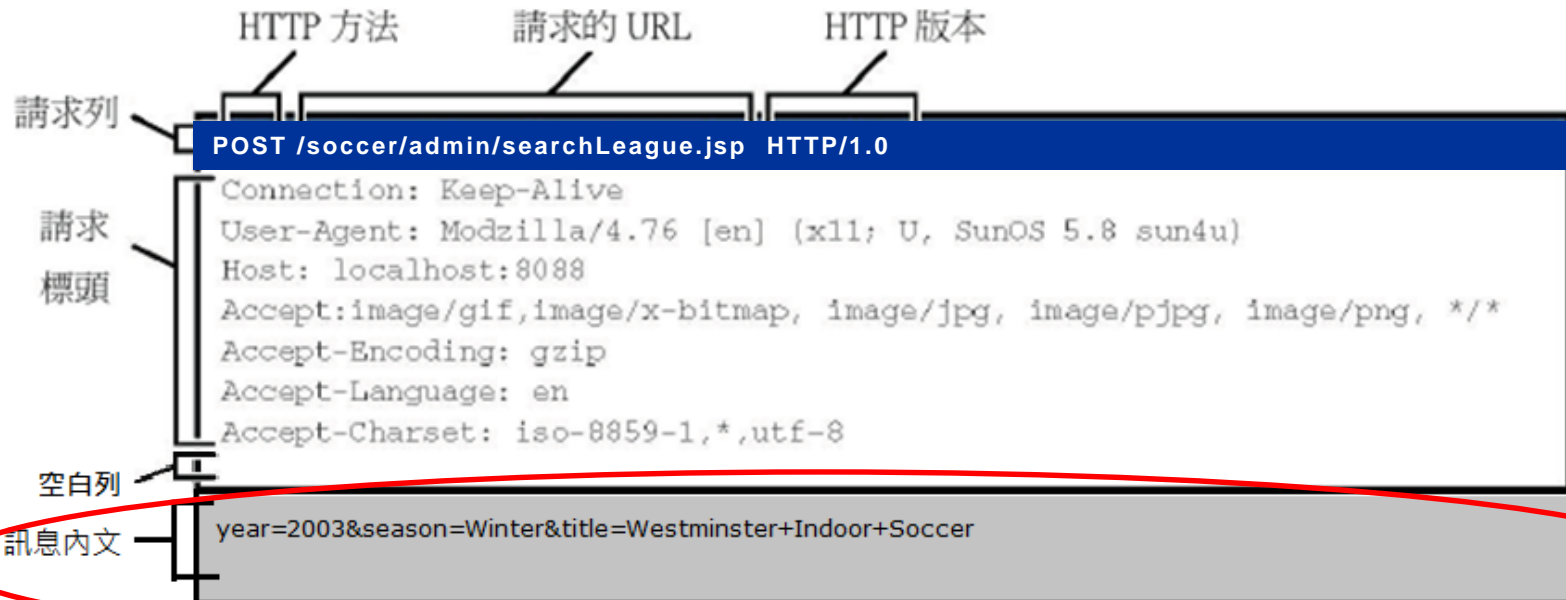 HTTP 方法 請求的 URL HTTP 版本
請求列
POST /soccer/admin/searchLeague.jsp HTTP/1.0
請求
標頭
Connection: Keep-Alive
User-Agent: Modzilla/4.76 [en] (x11; U, SunOS 5.8 sun4u)
Host: localhost:8088
Accept:image/gif,image/x-bitmap, image/jpg, image/pjpg, image/png, */*
Accept-Encoding: gzip
Accept-Language: en
Accept-Charset: iso-8859-1,*,utf-8
空白列
訊息內文
year=2003&season=Winter&title=Westminster+Indoor+Soccer